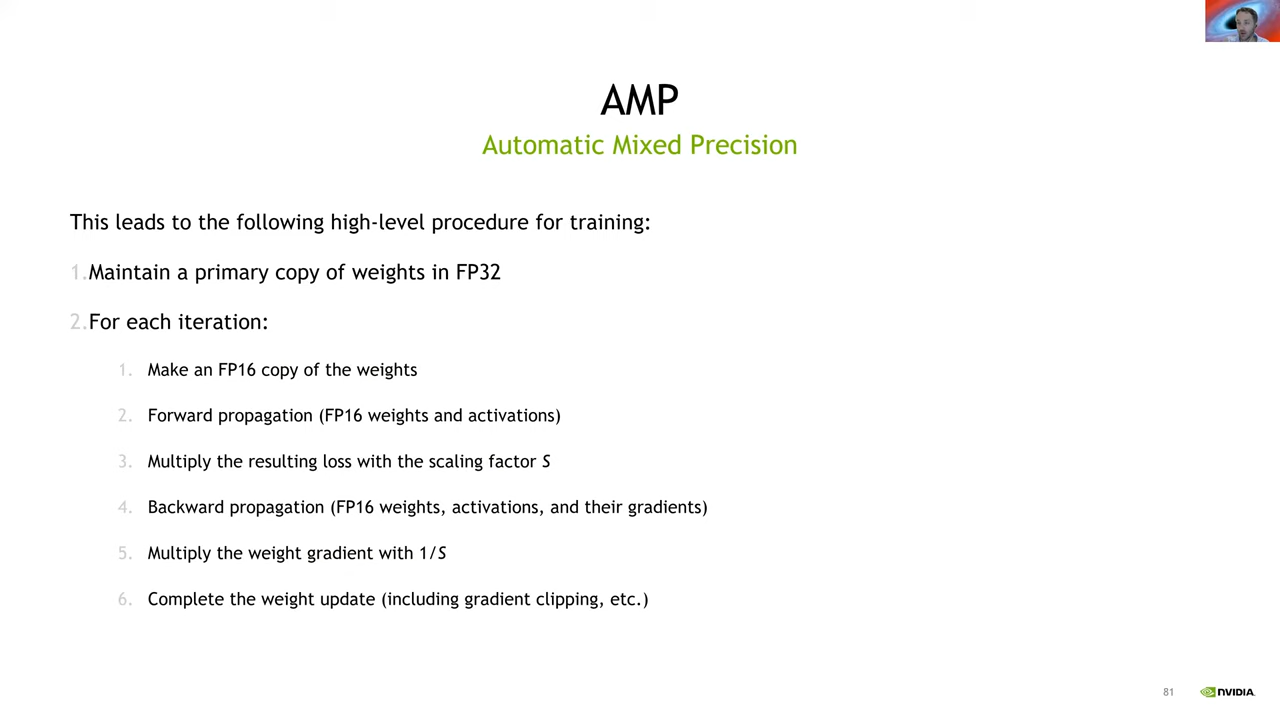 AMP
Automatic Mixed Precision
This leads to the following high-level procedure for training:
1.Maintain a primary copy of weights in FP32
2.For each iteration:
1. Make an FP16 copy of the weights
2. Forward propagation (FP16 weights and activations)
3. Multiply the resulting loss with the scaling factor S
4. Backward propagation (FP16 weights, activations, and their gradients)
5. Multiply the weight gradient with 1/S
6. Complete the weight update (including gradient clipping, etc.)
81 NVIDIA.